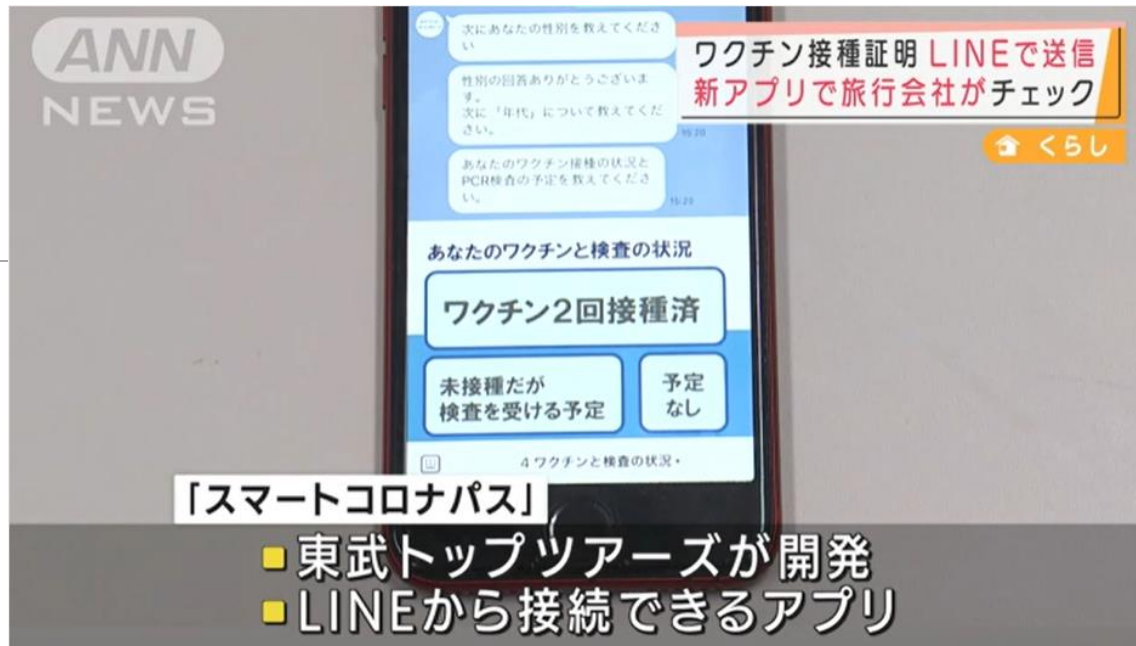 ANN
NEWS
ワクチン接種証明 LINEで送信
新アプリで旅行会社がチェック
くらし
次にあなたの性別を教えてくださ
い
性別の回答ありがとうございま
す。
次に「年代」について教えてくだ
さい。
15:20
あなたのワクチン接種の状況と
PCR検査の予定を教えてくださ
い。
15:20
あなたのワクチンと検査の状況
ワクチン2回接種済
未接種だが
検査を受ける予定
予定
なし
4 ワクチンと検査の状況
「スマートコロナパス」
東武トップツアーズが開発
LINEから接続できるアプリ